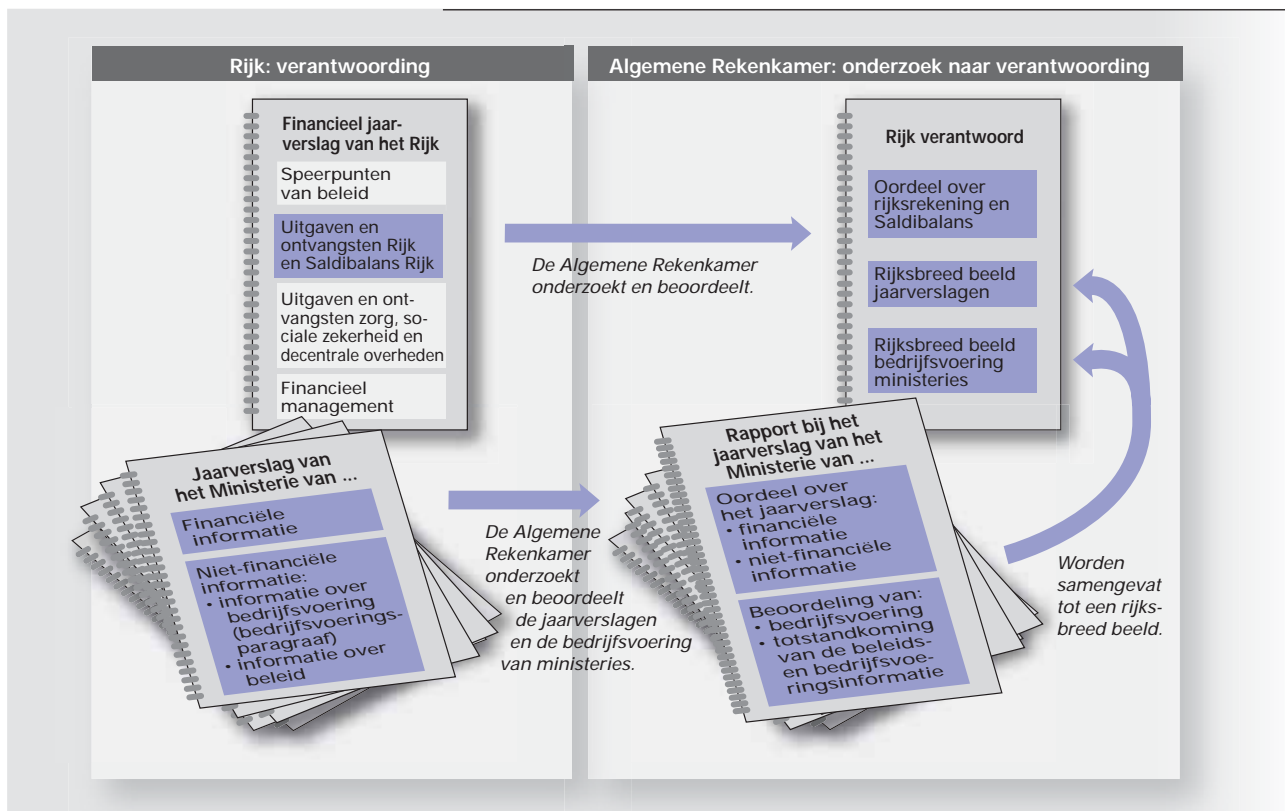 Rijk: verantwoording
Financieel jaar-
verslag van het Rijk
Speerpunten
van beleid
Uitgaven en
ontvangsten Rijk
en Saldibalans Rijk
Uitgaven en ont-
vangsten zorg, so-
ciale zekerheid en
decentrale overheden
Financieel
management
Jaarverslag van
het Ministerie van ...
Financiële
informatie
Niet-financiële
informatie:
• informatie over
bedrijfsvoering
(bedrijfsvoerings-
paragraaf)
• informatie over
beleid
De Algemene Rekenkamer
onderzoekt en beoordeelt.
De Algemene
Rekenkamer
onderzoekt
en beoordeelt
de jaarverslagen
en de bedrijfsvoering
van ministeries.
Algemene Rekenkamer: onderzoek naar verantwoording
Rijk verantwoord
Oordeel over
rijksrekening en
Saldibalans
Rijksbreed beeld
jaarverslagen
Rijksbreed beeld
bedrijfsvoering
ministeries
Rapport bij het
jaarverslag van het
Ministerie van ...
Oordeel over
het jaarverslag:
• financiële
informatie
• niet-financiële
informatie
Beoordeling van:
• bedrijfsvoering
• totstandkoming
van de beleids-
en bedrijfsvoe-
ringsinformatie
Worden
samengevat
tot een rijks-
breed beeld.